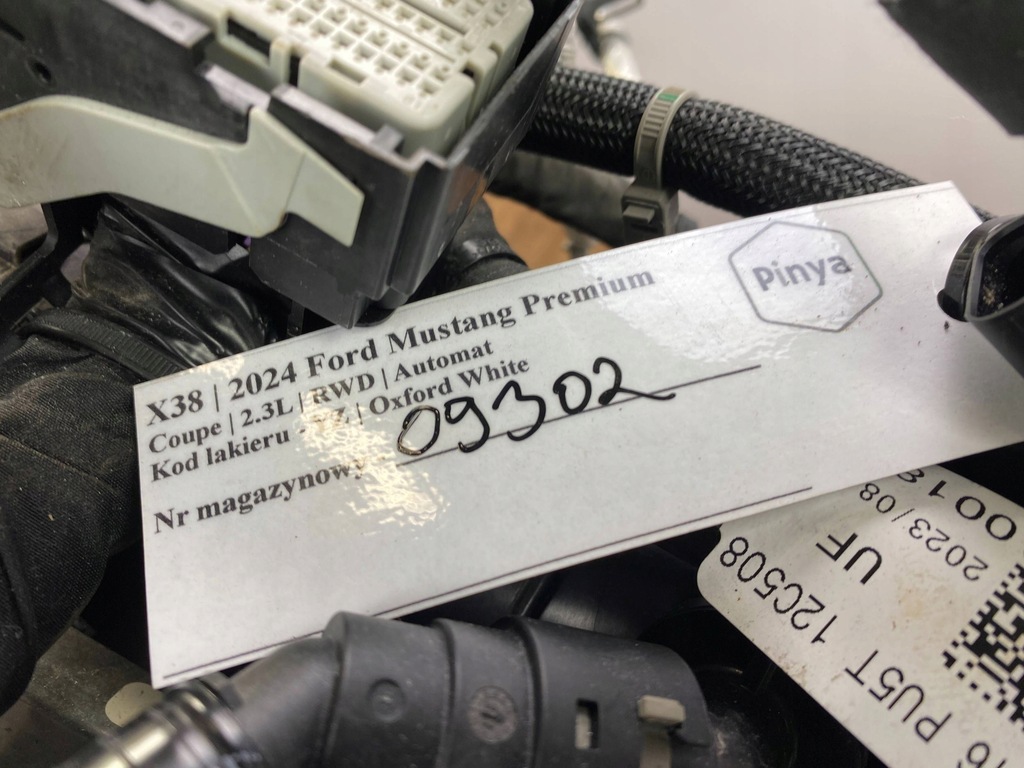 Pinya
X38 | 2024 Ford Mustang Premium
Coupe | 2.3L | RWD | Automat
Kod lakieru - | Oxford White
Nr magazynowy 09302
PU5T 12C508
UF
2023/08